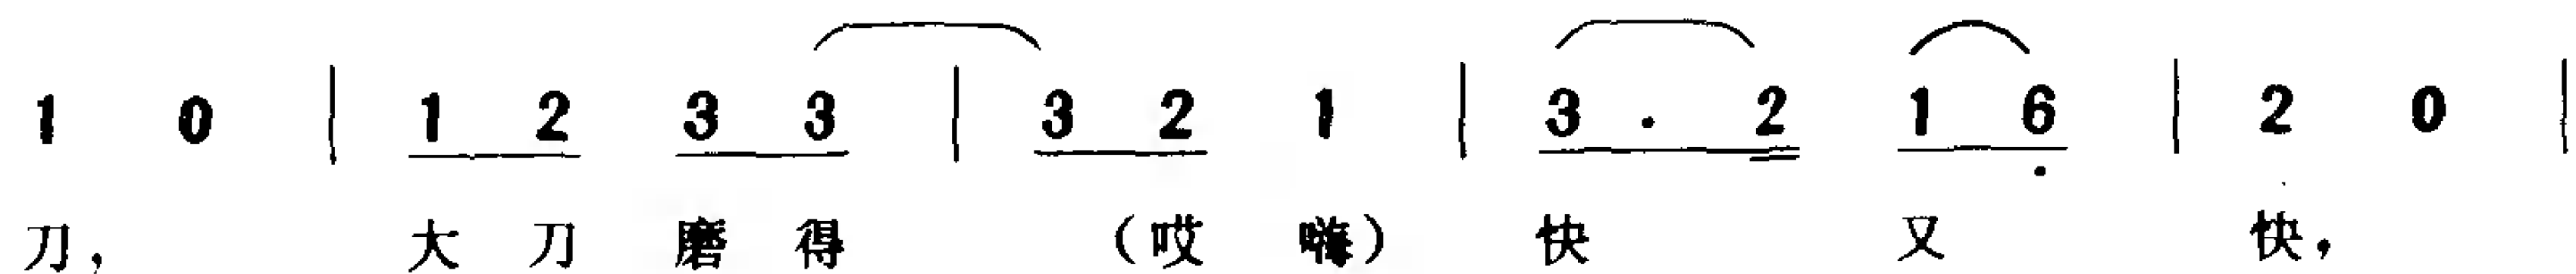 1 0 | 1 2 3 3 | 3 2 1 | 3 . 2 1 6 | 2 0 |
刀， 大 刀 磨 得 （哎 嗨） 快 又 快，